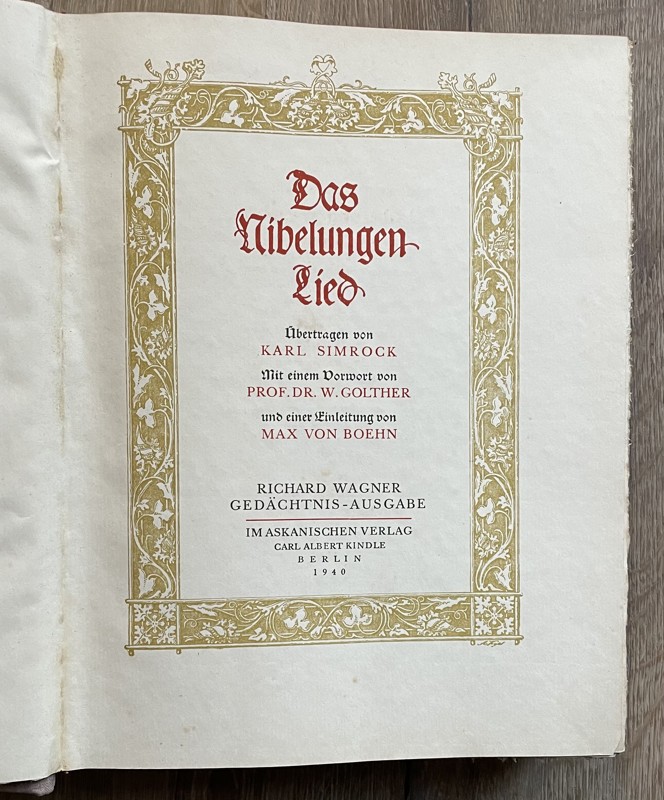 Das
Nibelungen
Lied
Übertragen von
KARL SIMROCK
Mit einem Vorwort von
PROF. DR. W. GOLTHER
und einer Einleitung von
MAX VON BOEHN
RICHARD WAGNER
GEDÄCHTNIS-AUSGABE
IM ASKANISCHEN VERLAG
CARL ALBERT KINDLE
BERLIN
1940